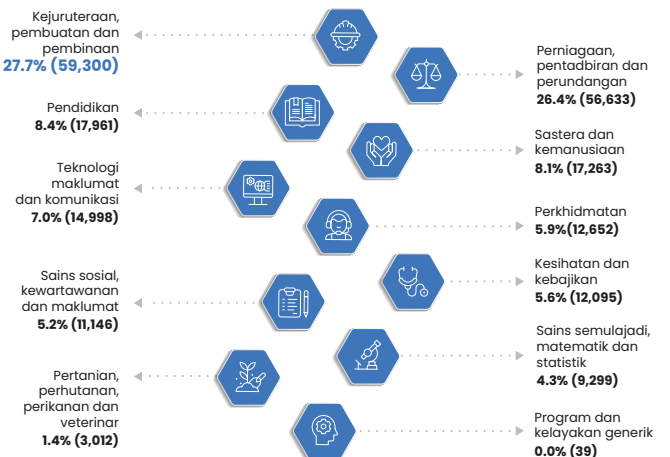 Kejuruteraan,
pembuatan dan
pembinaan
27.7% (59,300)
Perniagaan,
pentadbiran dan
perundangan
26.4% (56,633)
Pendidikan
8.4% (17,961)
Sastera dan
kemanusiaan
8.1% (17,263)
Teknologi
maklumat
dan komunikasi
7.0% (14,998)
Perkhidmatan
5.9%(12,652)
Kesihatan dan
kebajikan
5.6% (12,095)
Sains sosial,
kewartawanan
dan maklumat
5.2% (11,146)
Sains semulajadi,
matematik dan
statistik
4.3% (9,299)
Pertanian,
perhutanan,
perikanan dan
veterinar
1.4% (3,012)
Program dan
kelayakan generik
0.0% (39)